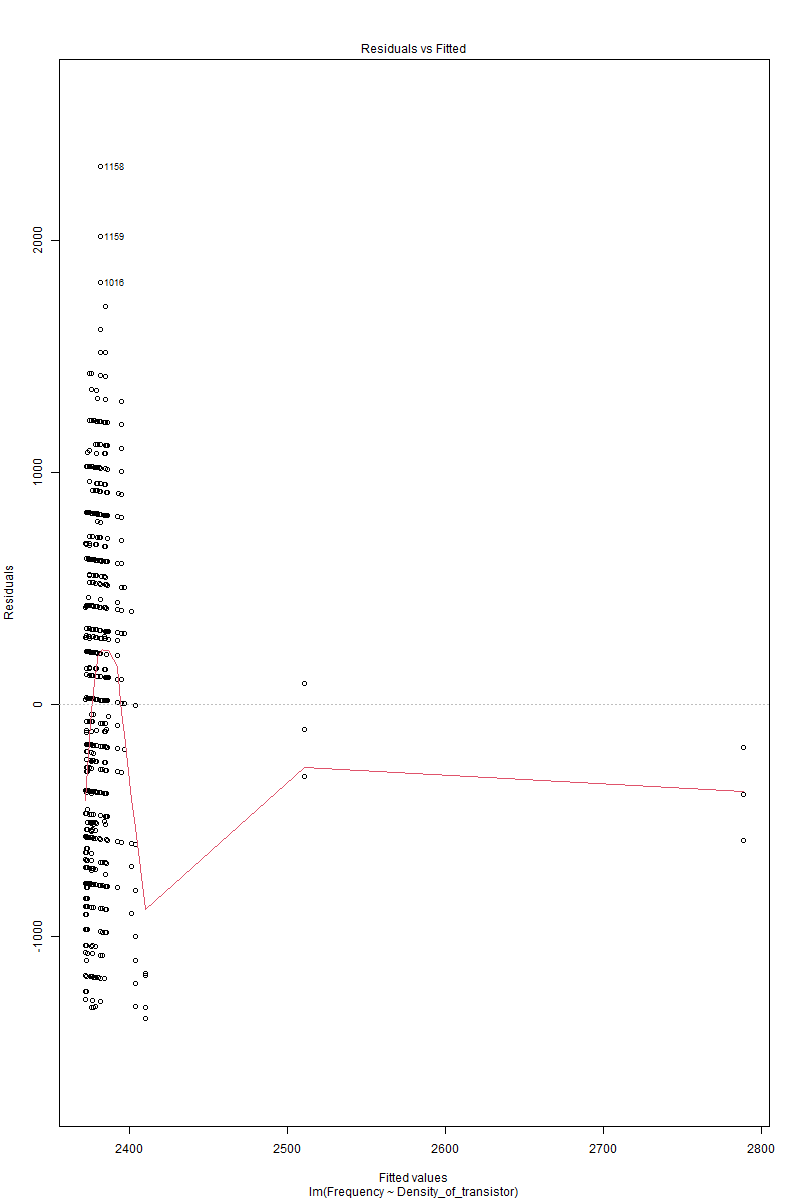 Residuals vs Fitted
1158
1159
1016
2000
1000
0
-1000
Residuals
2400 2500 2600 2700 2800
Fitted values
lm(Frequency ~ Density_of_transistor)